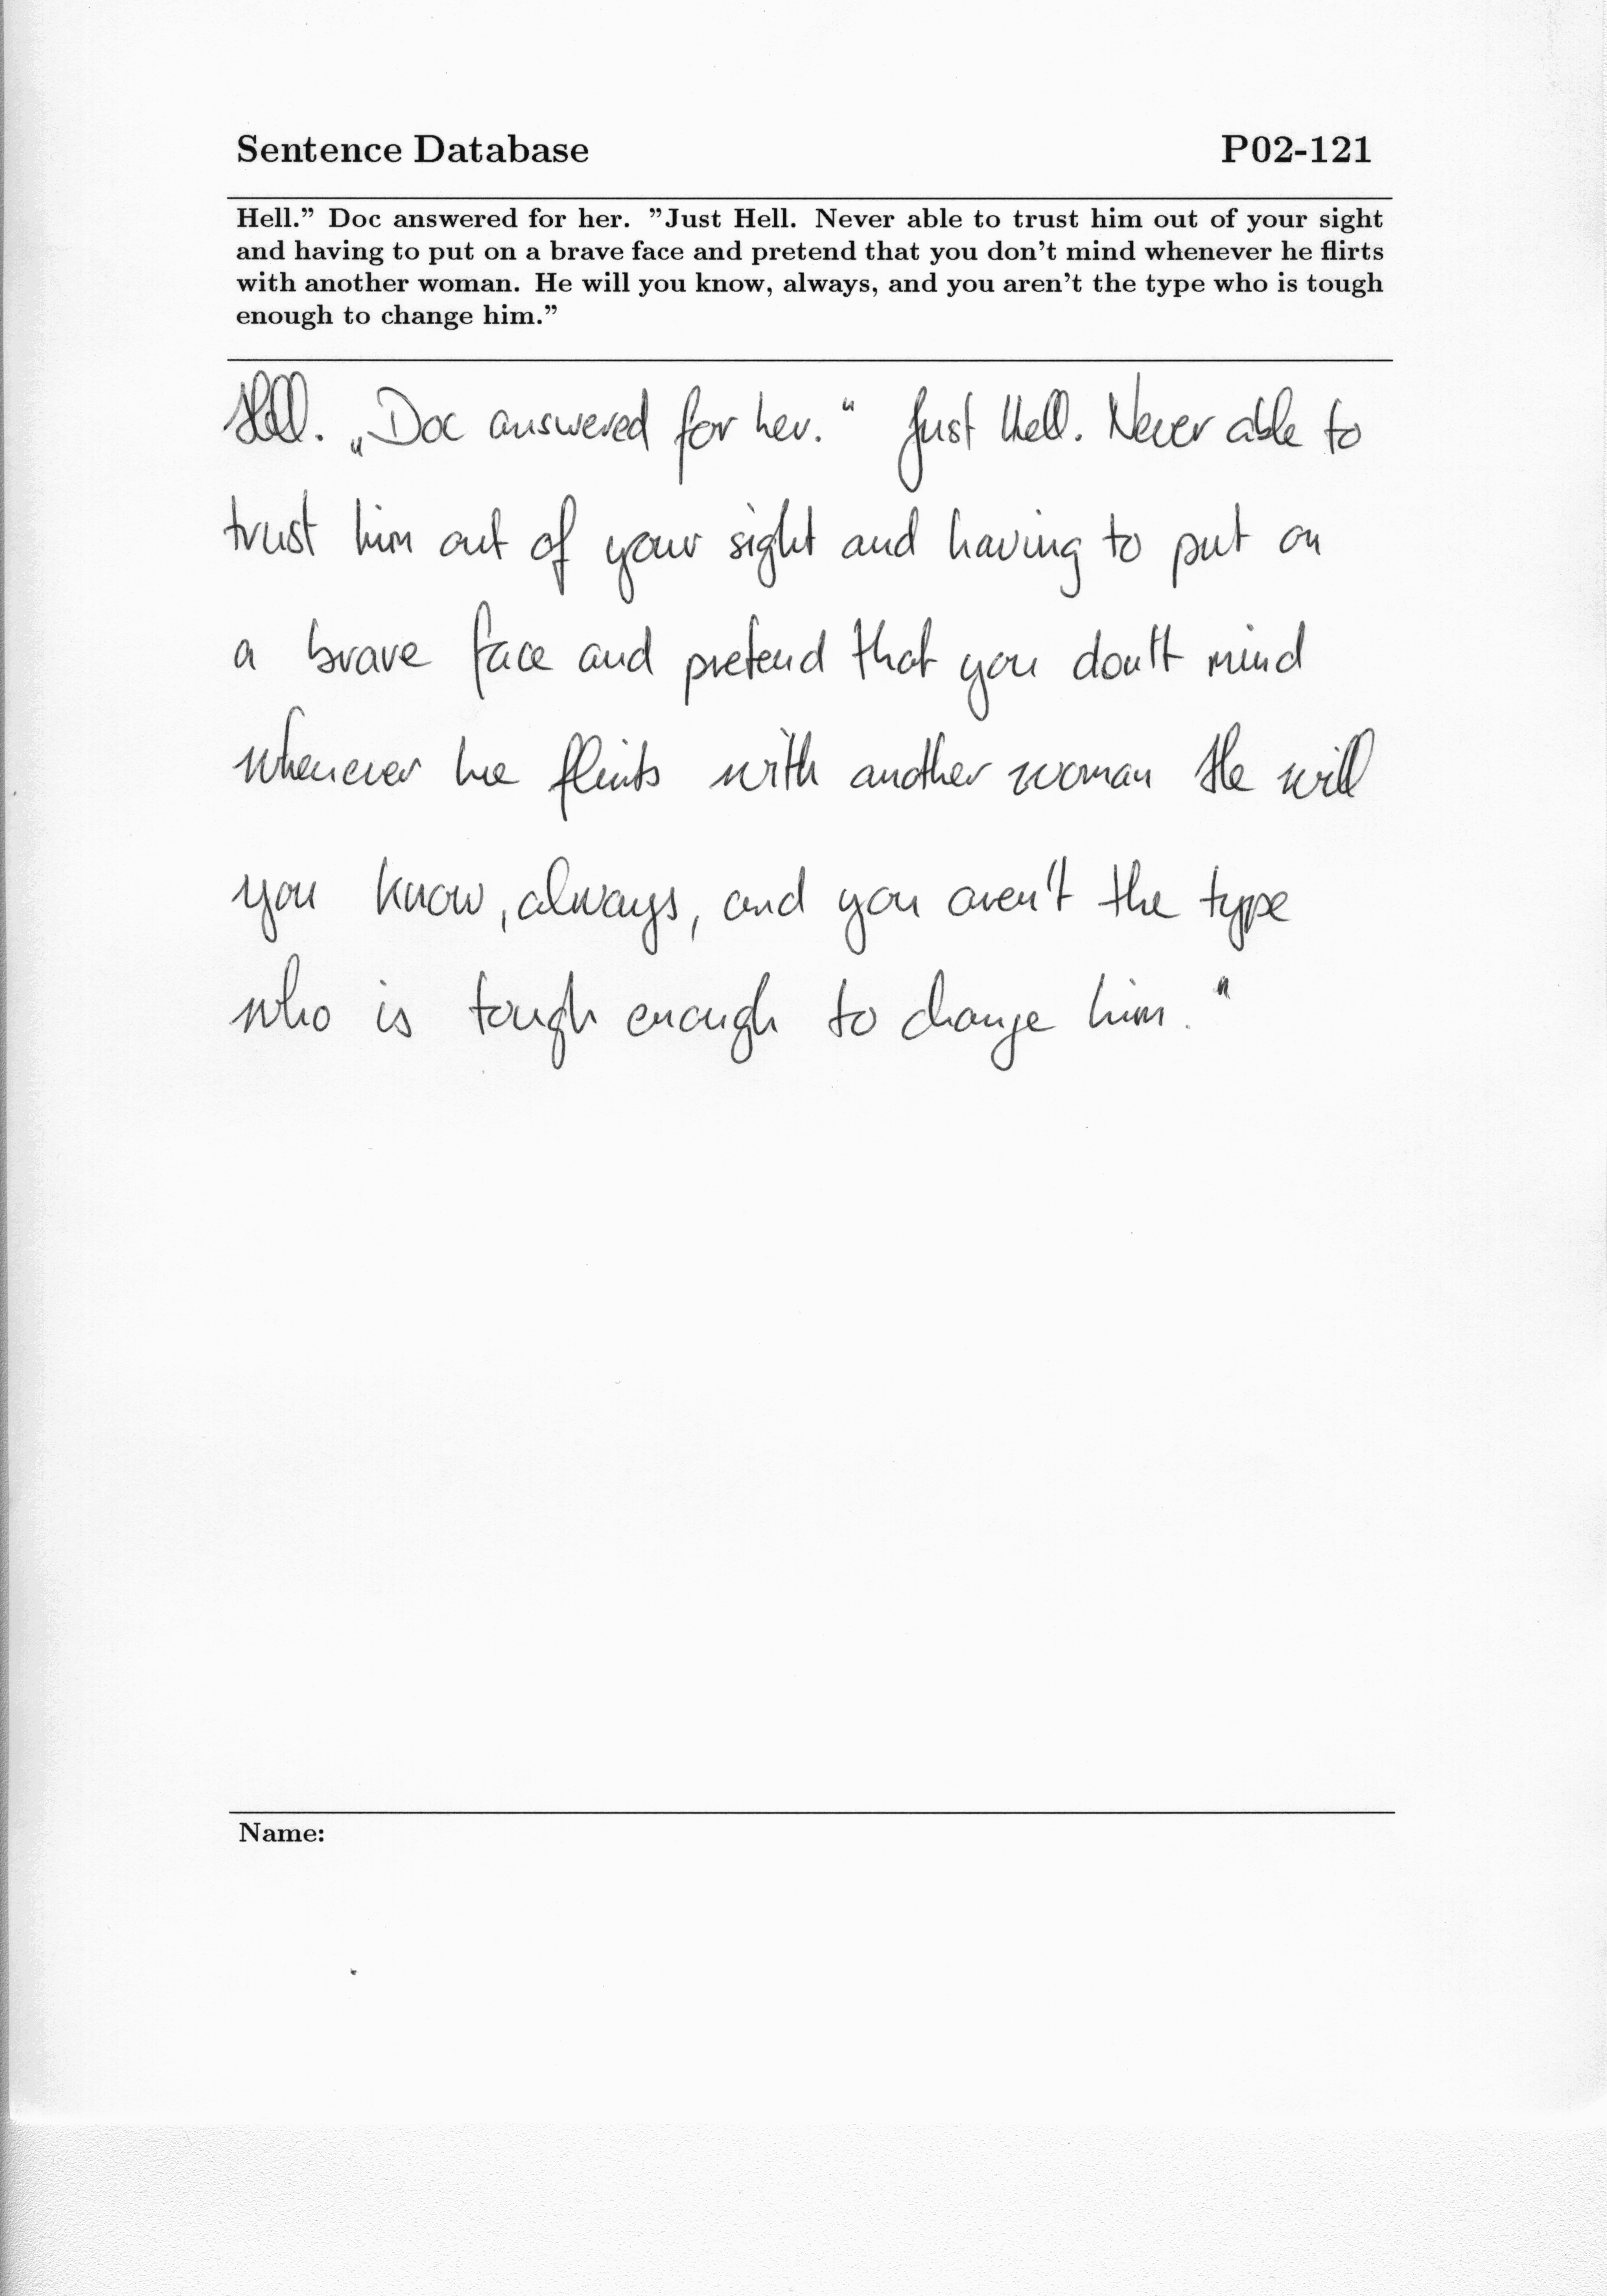 Sentence Database P02-121
Hell.” Doc answered for her. ”Just Hell. Never able to trust him out of your sight
and having to put on a brave face and pretend that you don’t mind whenever he flirts
with another woman. He will you know, always, and you aren’t the type who is tough
enough to change him.”
Hell. „Doc answered for her.“ Just Hell. Never able to
trust him out of your sight and having to put on
a brave face and pretend that you don't mind
whenever he flirts with another woman He will
you know, always, and you aren't the type
who is tough enough to change him."
Name: